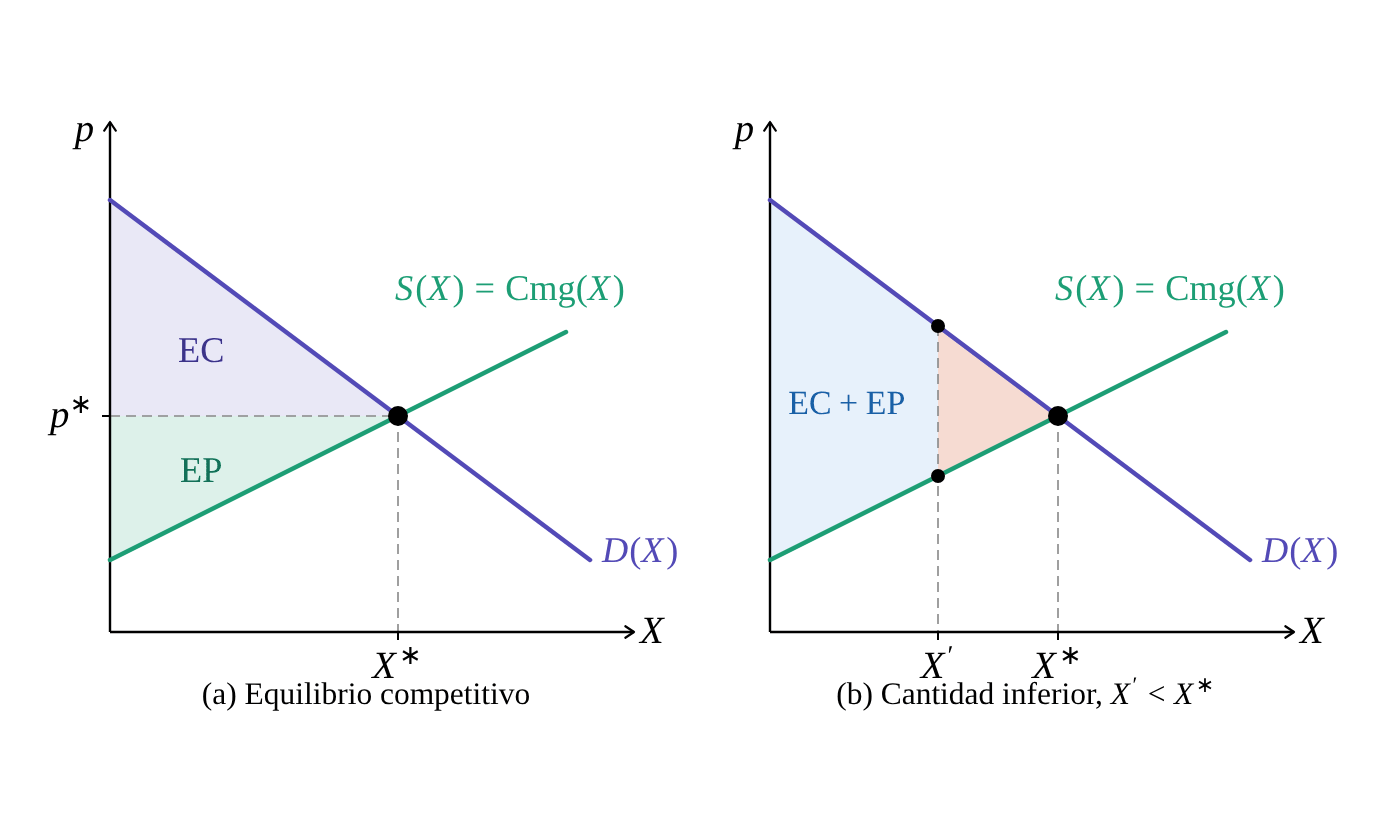 p
S(X) = Cmg(X)
EC
p*
EP
D(X)
X
X*
(a) Equilibrio competitivo
p
S(X) = Cmg(X)
EC + EP
D(X)
X
X′
X*
(b) Cantidad inferior, X′ < X*